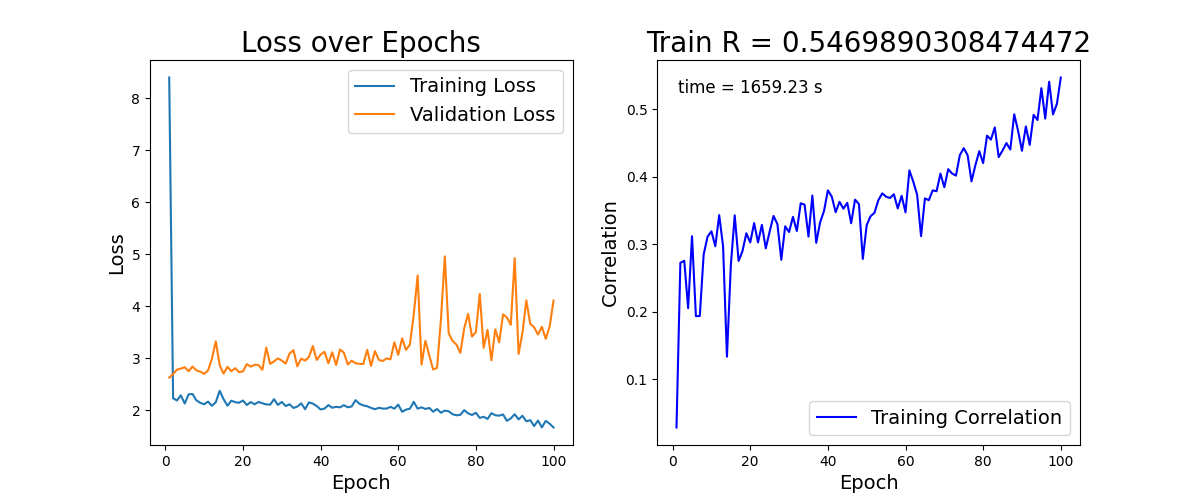 Loss over Epochs
Training Loss
Validation Loss
8
7
6
5
4
3
2
0
20
40
60
80
100
Loss
Epoch
Train R = 0.5469890308474472
time = 1659.23 s
0.5
0.4
0.3
0.2
0.1
Training Correlation
0
20
40
60
80
100
Correlation
Epoch